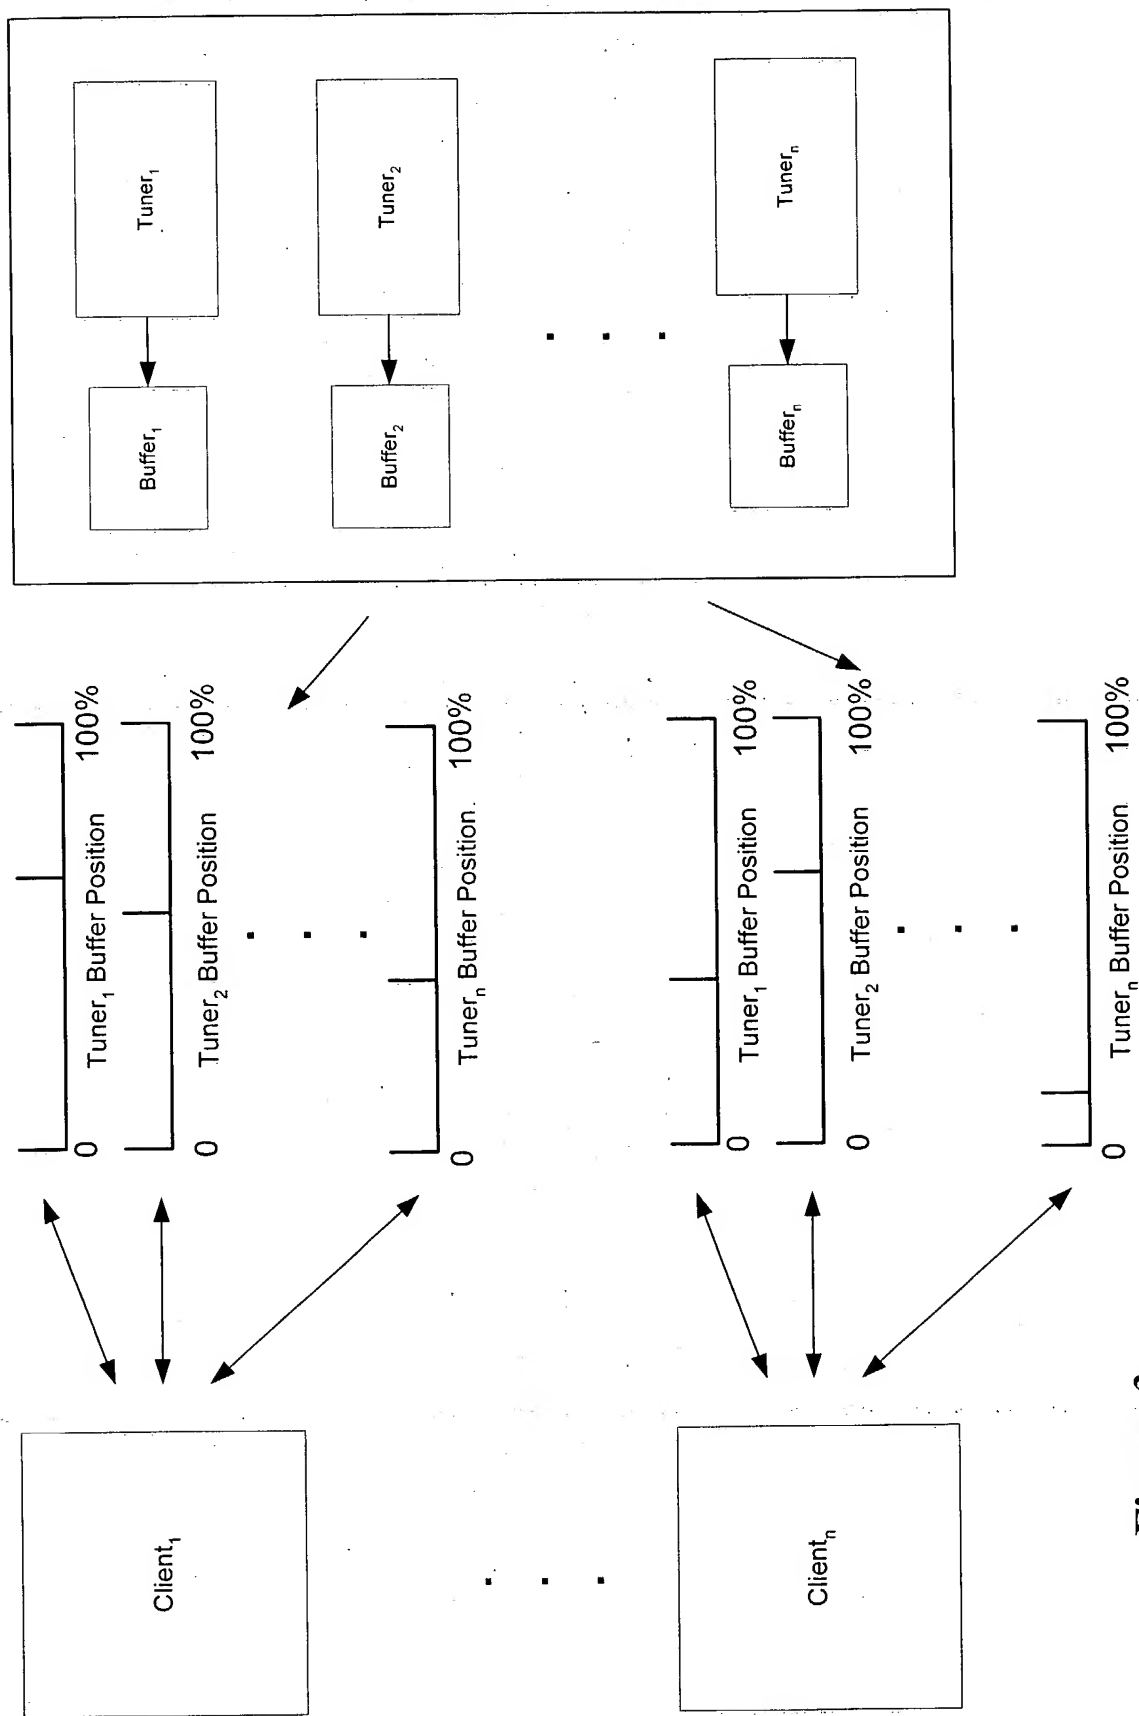 Client₁
0 Tuner₁ Buffer Position 100%
0 Tuner₂ Buffer Position 100%
0 Tunerₙ Buffer Position. 100%
Buffer₁
Tuner₁
Buffer₂
Tuner₂
Bufferₙ
Tunerₙ
Clientₙ
0 Tuner₁ Buffer Position 100%
0 Tuner₂ Buffer Position 100%
0 Tunerₙ Buffer Position 100%